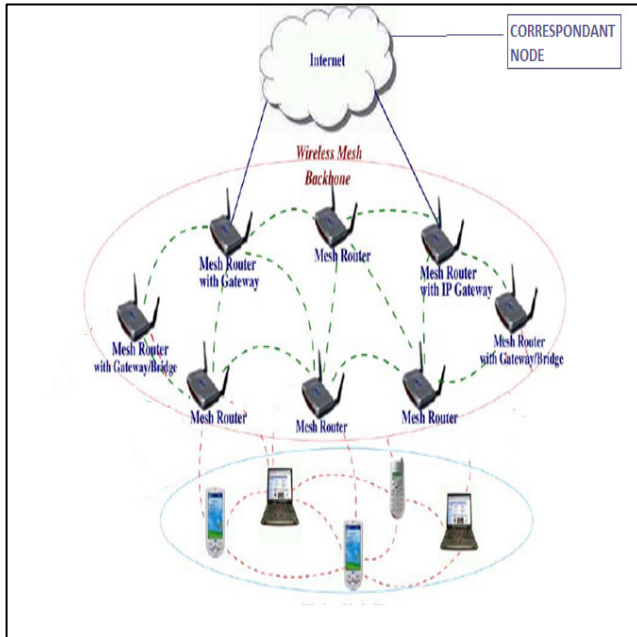 CORRESPONDANT
NODE
Internet
Wireless Mesh
Backbone
Mesh Router
with Gateway
Mesh Router
Mesh Router
with IP Gateway
Mesh Router
with Gateway/Bridge
Mesh Router
with Gateway/Bridge
Mesh Router
Mesh Router
Mesh Router